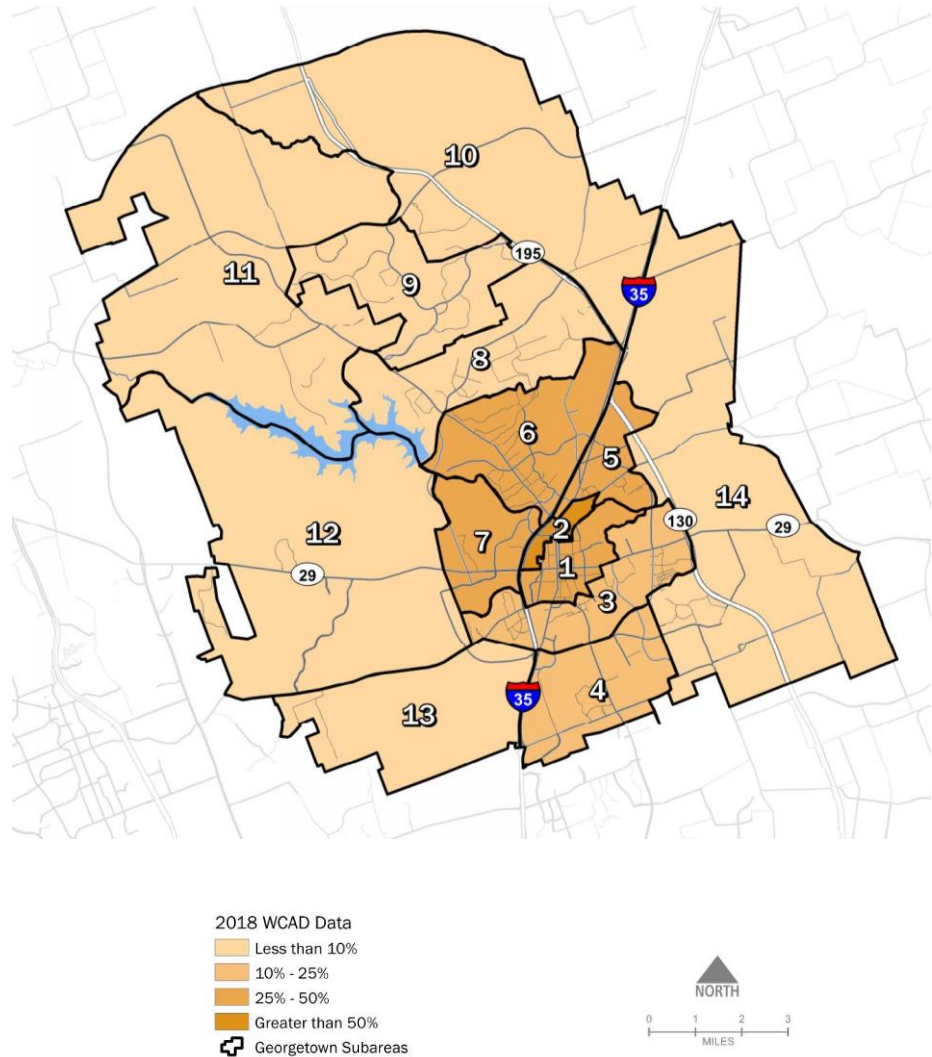 10
195
11
9
35
8
6
5
14
2
130
29
12
7
1
29
3
35
4
13
2018 WCAD Data
Less than 10%
10% - 25%
25% - 50%
Greater than 50%
Georgetown Subareas
NORTH
0 1 2 3
MILES